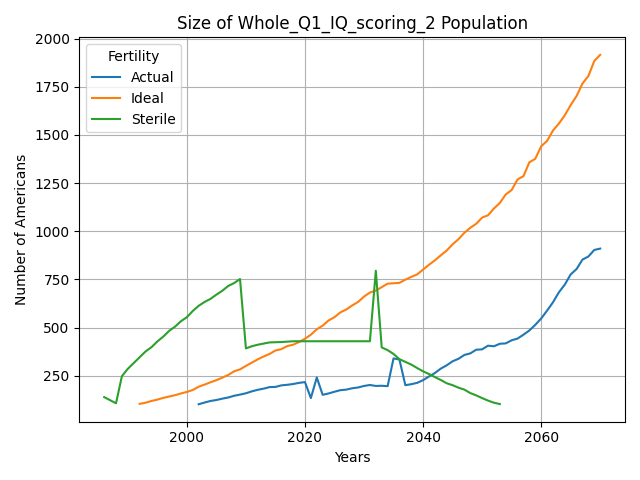 Size of Whole_Q1_IQ_scoring_2 Population
Fertility
Actual
Ideal
Sterile
Number of Americans
2000
1750
1500
1250
1000
750
500
250
2000
2020
2040
2060
Years